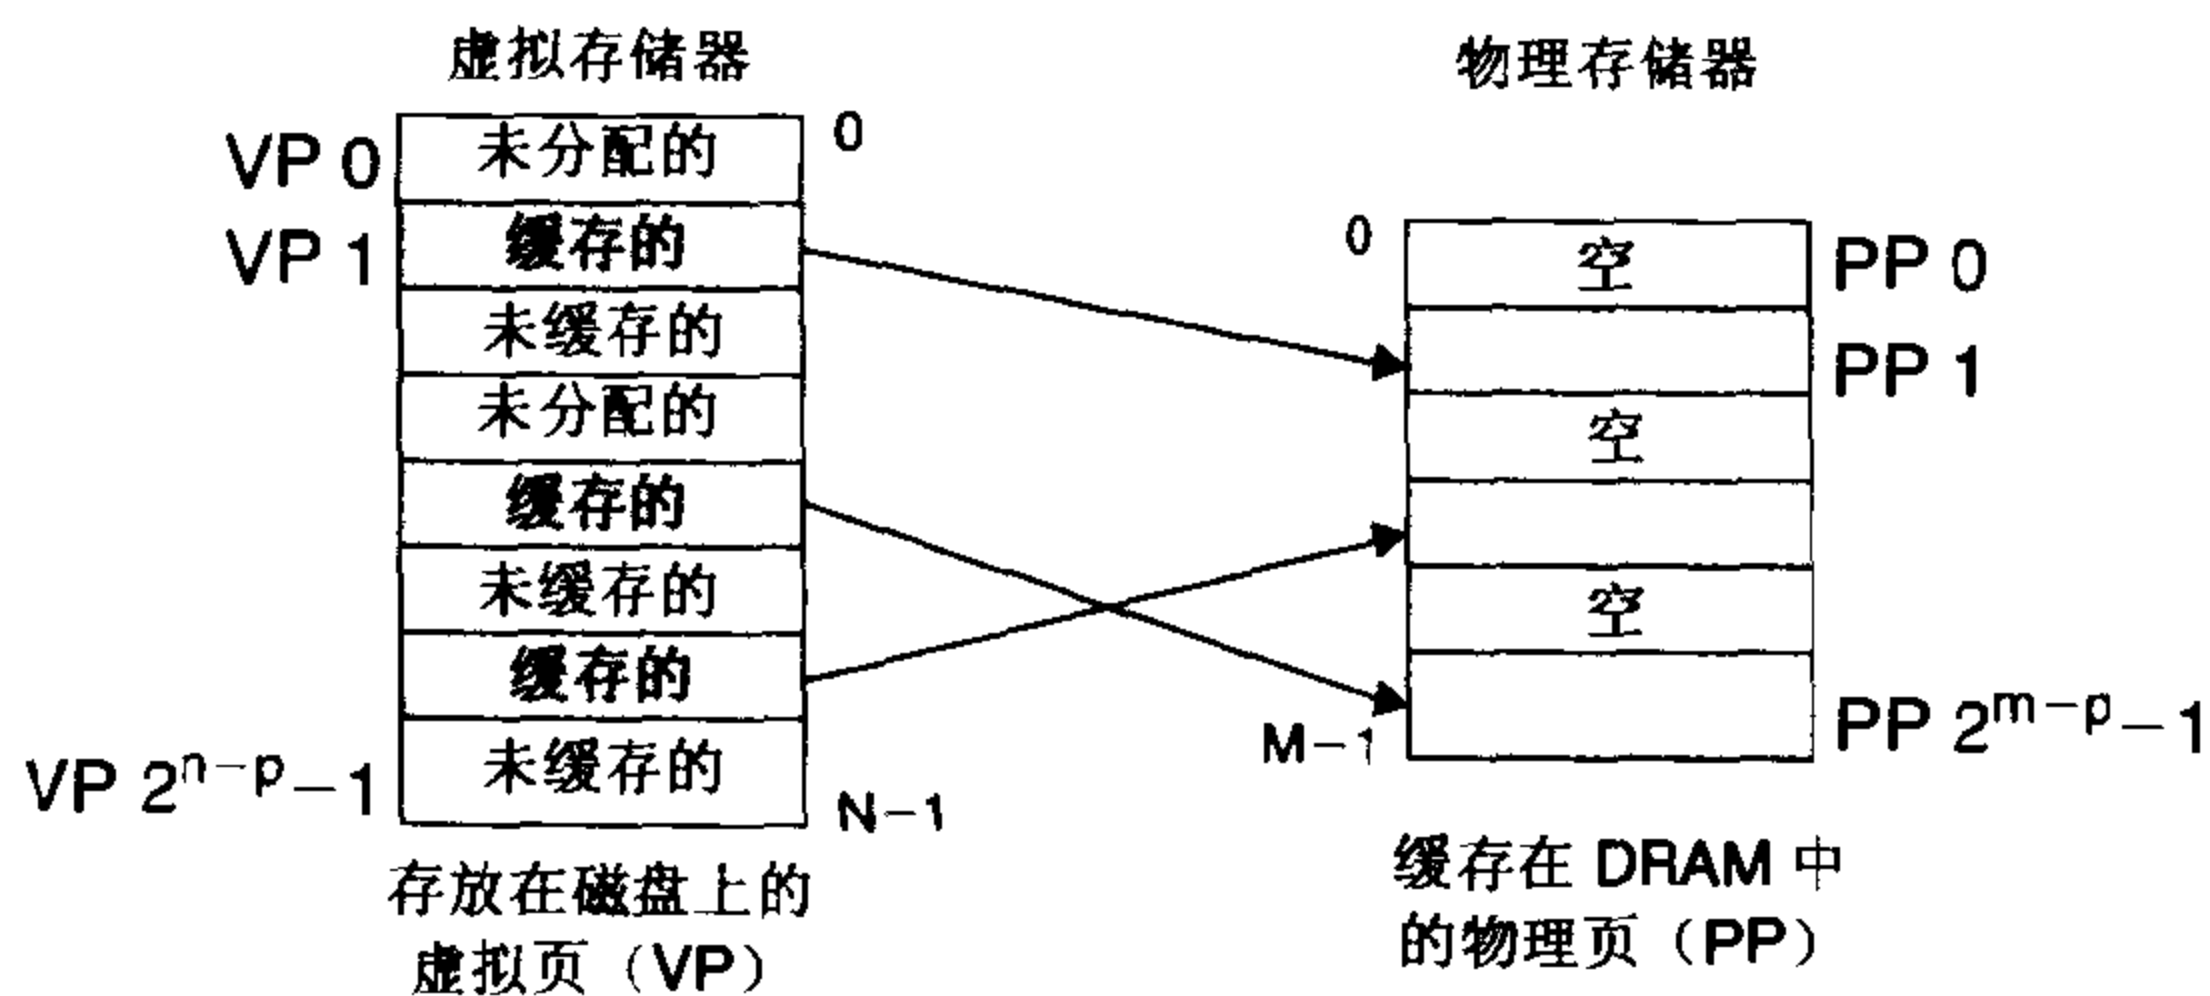 虚拟存储器
物理存储器
VP 0 未分配的 0
VP 1 缓存的
未缓存的
未分配的
缓存的
未缓存的
缓存的
VP 2^n-p-1 未缓存的 N-1
0 空 PP 0
PP 1
空
空
M-1 PP 2^m-p-1
存放在磁盘上的
虚拟页（VP）
缓存在 DRAM 中
的物理页（PP）